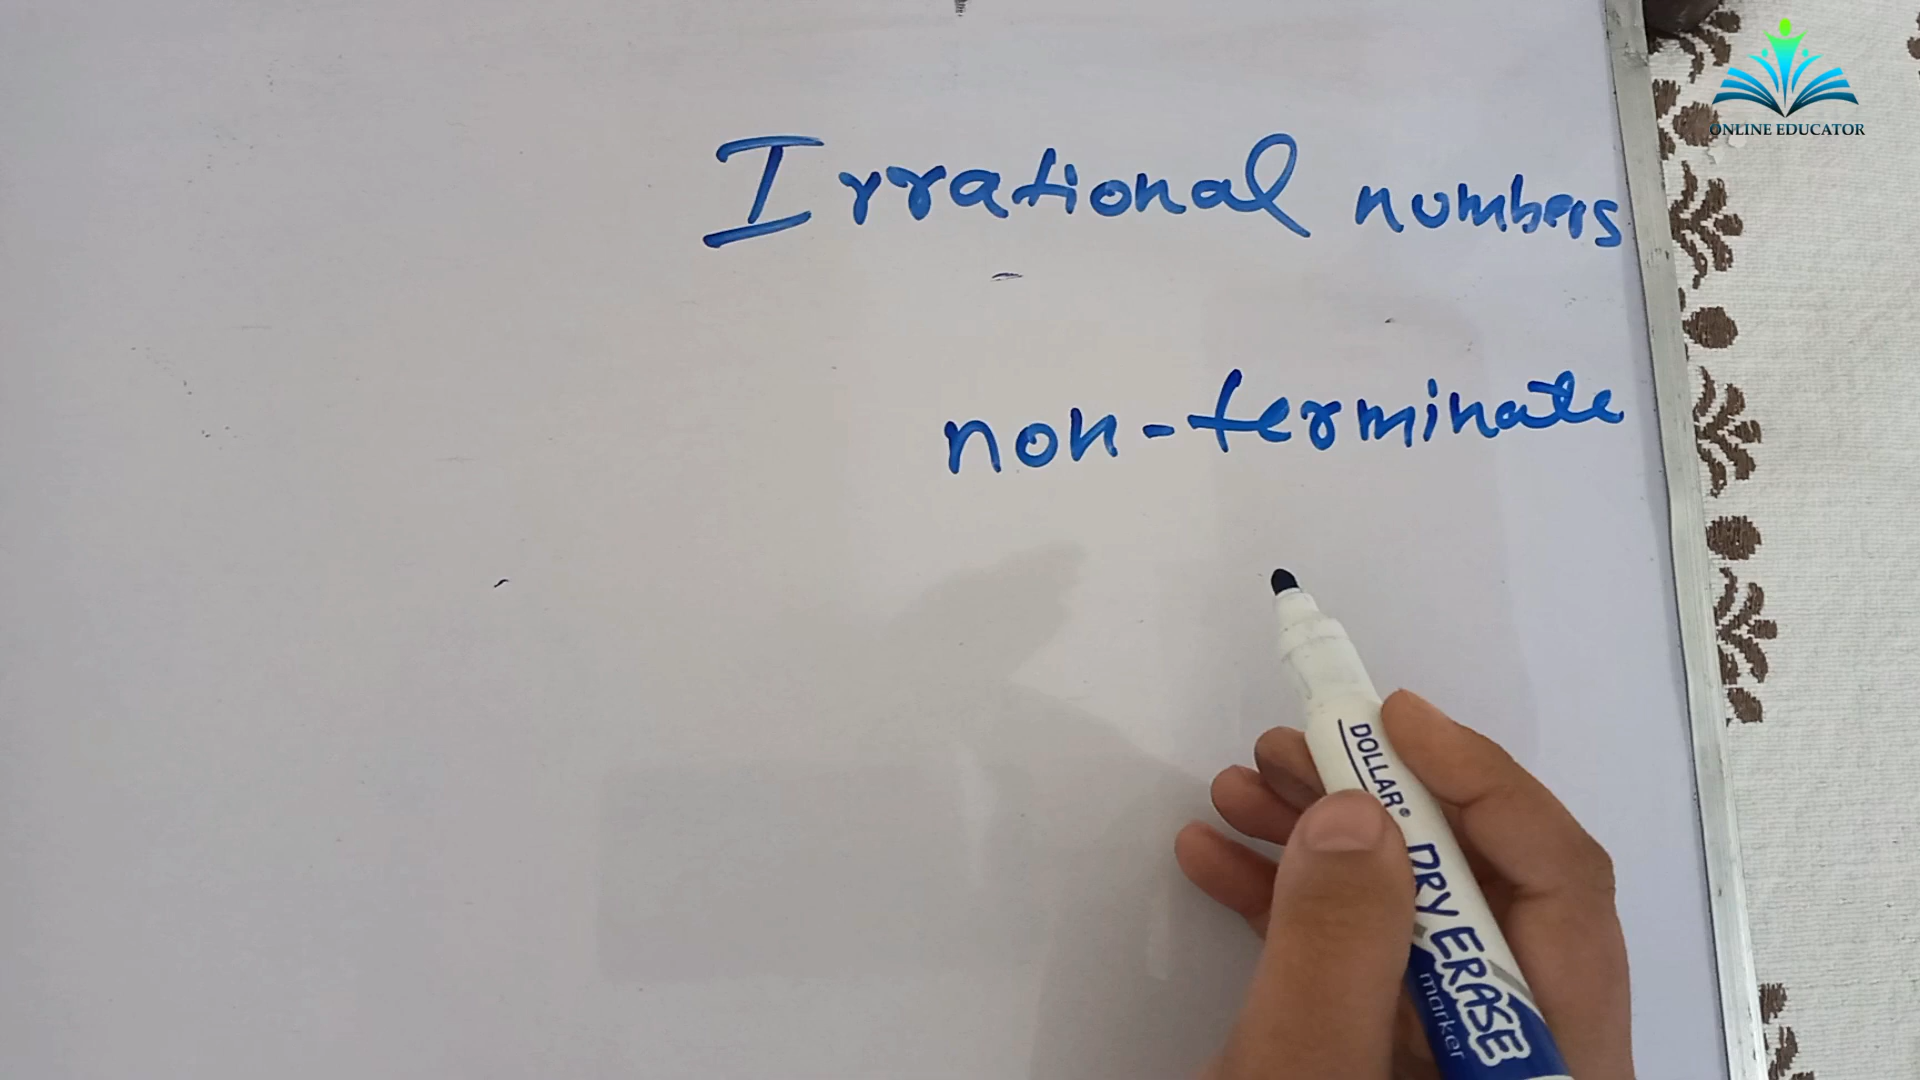 ONLINE EDUCATOR
Irrational numbers
non-terminate
DOLLAR®
DRY ERASE
marker